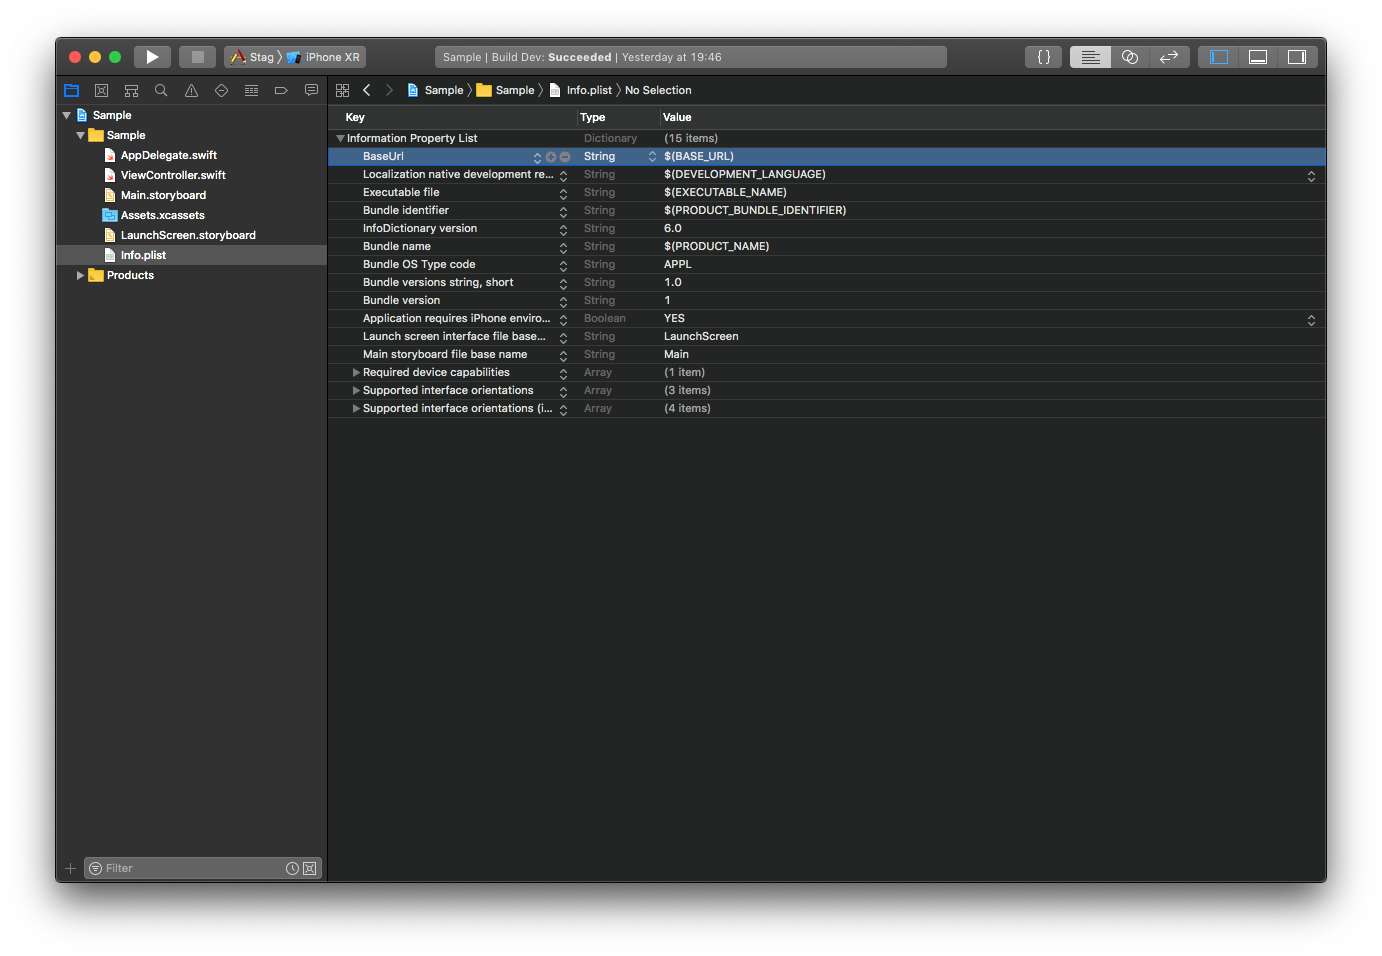 Stag iPhone XR
Sample | Build Dev: Succeeded | Yesterday at 19:46
{ }
Sample Sample Info.plist No Selection
Sample
Sample
AppDelegate.swift
ViewController.swift
Main.storyboard
Assets.xcassets
LaunchScreen.storyboard
Info.plist
Products
Filter
Key Type Value
Information Property List Dictionary (15 items)
BaseUrl String $(BASE_URL)
Localization native development re... String $(DEVELOPMENT_LANGUAGE)
Executable file String $(EXECUTABLE_NAME)
Bundle identifier String $(PRODUCT_BUNDLE_IDENTIFIER)
InfoDictionary version String 6.0
Bundle name String $(PRODUCT_NAME)
Bundle OS Type code String APPL
Bundle versions string, short String 1.0
Bundle version String 1
Application requires iPhone enviro... Boolean YES
Launch screen interface file base... String LaunchScreen
Main storyboard file base name String Main
Required device capabilities Array (1 item)
Supported interface orientations Array (3 items)
Supported interface orientations (i... Array (4 items)